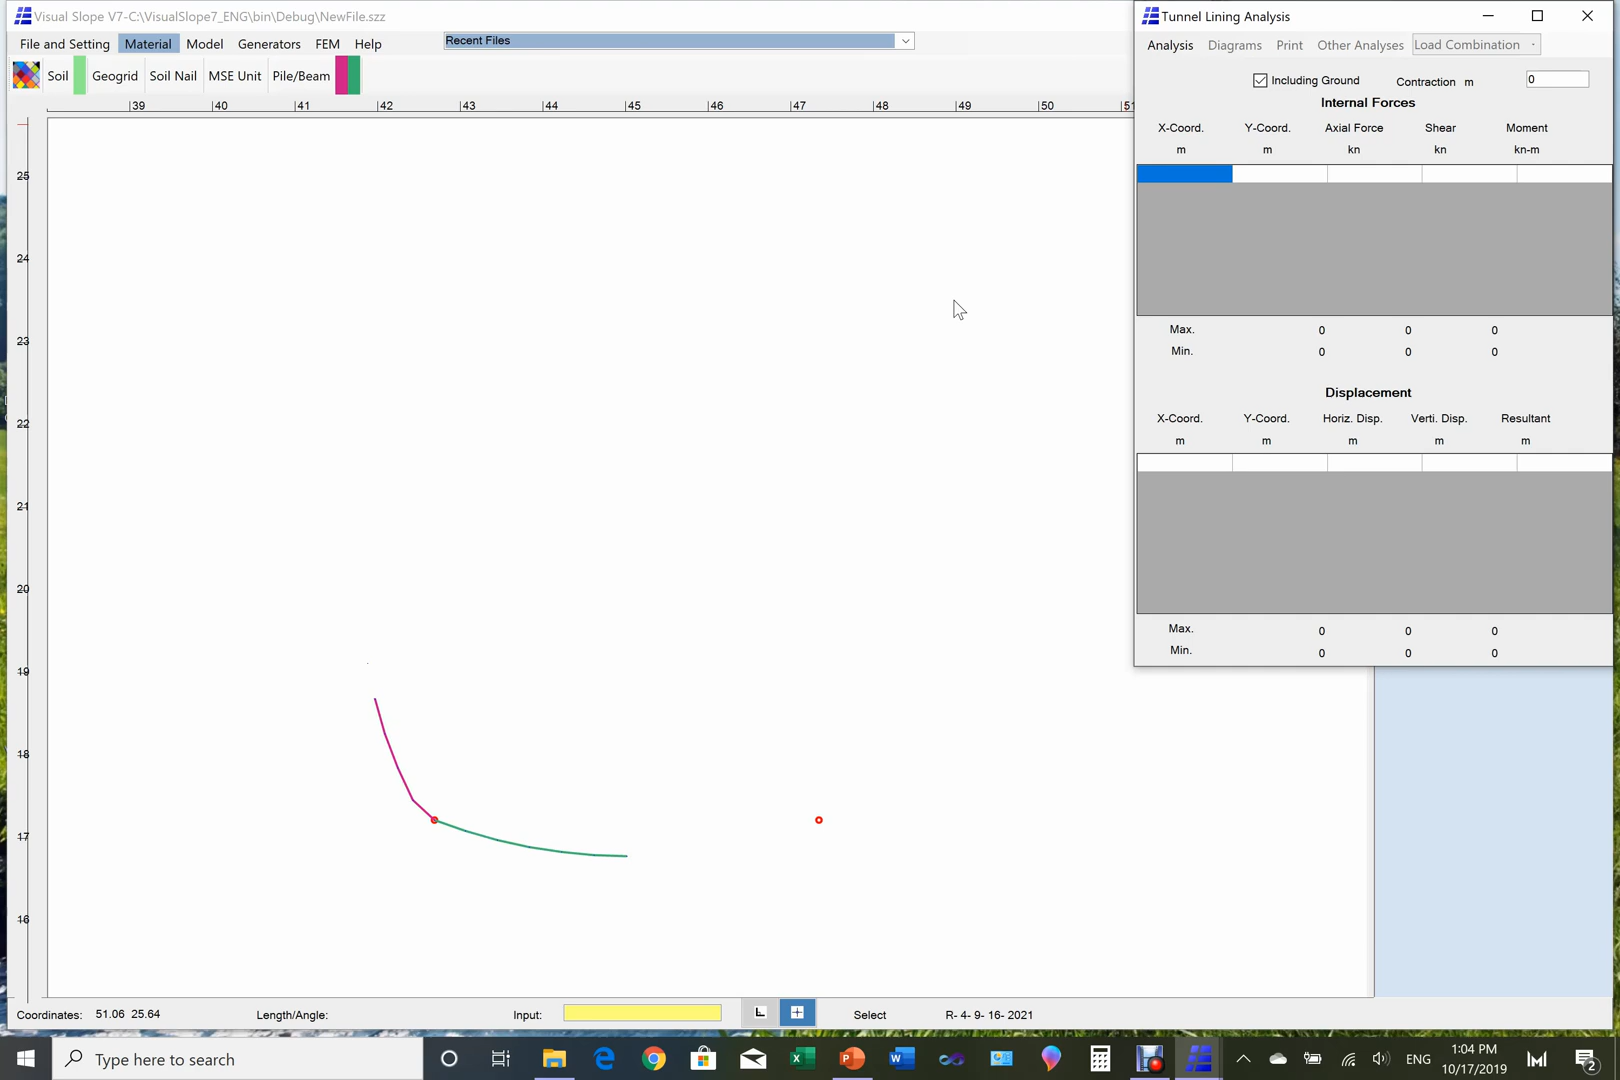 Visual Slope V7-C:\VisualSlope7_ENG\bin\Debug\NewFile.szz
File and Setting Material Model Generators FEM Help Recent Files
Soil Geogrid Soil Nail MSE Unit Pile/Beam
39 40 41 42 43 44 45 46 47 48 49 50 51
25
24
23
22
21
20
19
18
17
16
Tunnel Lining Analysis
Analysis Diagrams Print Other Analyses Load Combination
Including Ground Contraction m 0
Internal Forces
X-Coord. Y-Coord. Axial Force Shear Moment
m m kn kn kn-m
Max. 0 0 0
Min. 0 0 0
Displacement
X-Coord. Y-Coord. Horiz. Disp. Verti. Disp. Resultant
m m m m m
Max. 0 0 0
Min. 0 0 0
Coordinates: 51.06 25.64 Length/Angle: Input: Select R- 4- 9- 16- 2021
Type here to search
ENG
1:04 PM
10/17/2019
2